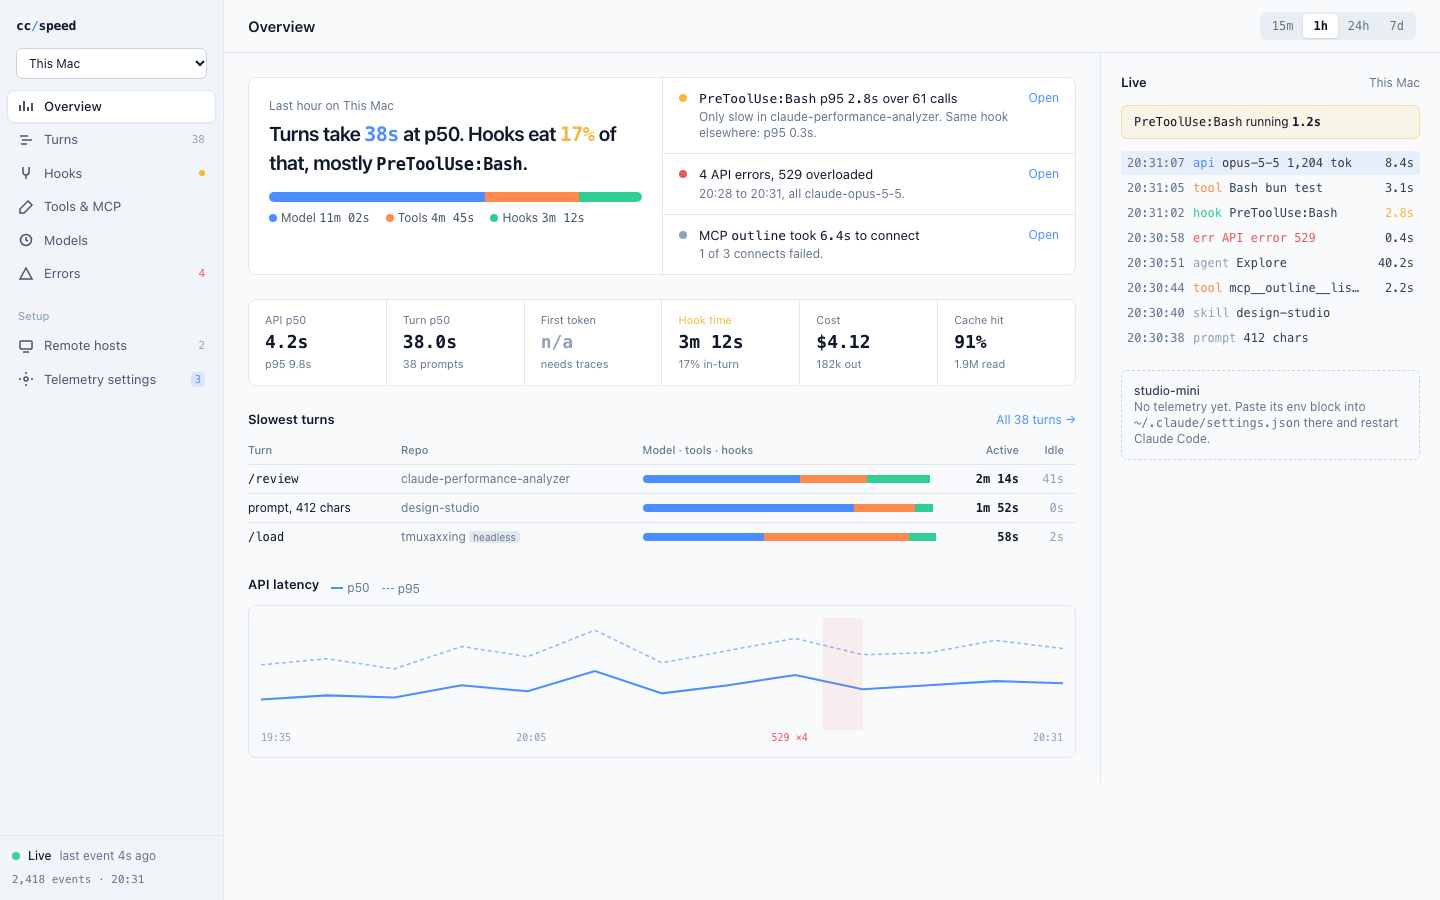 cc/speed
This Mac
Overview
Turns 38
Hooks
Tools & MCP
Models
Errors 4
Setup
Remote hosts 2
Telemetry settings 3
Live last event 4s ago
2,418 events · 20:31
Overview
15m 1h 24h 7d
Last hour on This Mac
Turns take 38s at p50. Hooks eat 17% of
that, mostly PreToolUse:Bash.
Model 11m 02s Tools 4m 45s Hooks 3m 12s
PreToolUse:Bash p95 2.8s over 61 calls Open
Only slow in claude-performance-analyzer. Same hook
elsewhere: p95 0.3s.
4 API errors, 529 overloaded Open
20:28 to 20:31, all claude-opus-5-5.
MCP outline took 6.4s to connect Open
1 of 3 connects failed.
API p50
4.2s
p95 9.8s
Turn p50
38.0s
38 prompts
First token
n/a
needs traces
Hook time
3m 12s
17% in-turn
Cost
$4.12
182k out
Cache hit
91%
1.9M read
Slowest turns All 38 turns →
Turn Repo Model · tools · hooks Active Idle
/review claude-performance-analyzer 2m 14s 41s
prompt, 412 chars design-studio 1m 52s 0s
/load tmuxaxxing headless 58s 2s
API latency p50 p95
19:35 20:05 529 ×4 20:31
Live This Mac
PreToolUse:Bash running 1.2s
20:31:07 api opus-5-5 1,204 tok 8.4s
20:31:05 tool Bash bun test 3.1s
20:31:02 hook PreToolUse:Bash 2.8s
20:30:58 err API error 529 0.4s
20:30:51 agent Explore 40.2s
20:30:44 tool mcp__outline__lis… 2.2s
20:30:40 skill design-studio
20:30:38 prompt 412 chars
studio-mini
No telemetry yet. Paste its env block into
~/.claude/settings.json there and restart
Claude Code.